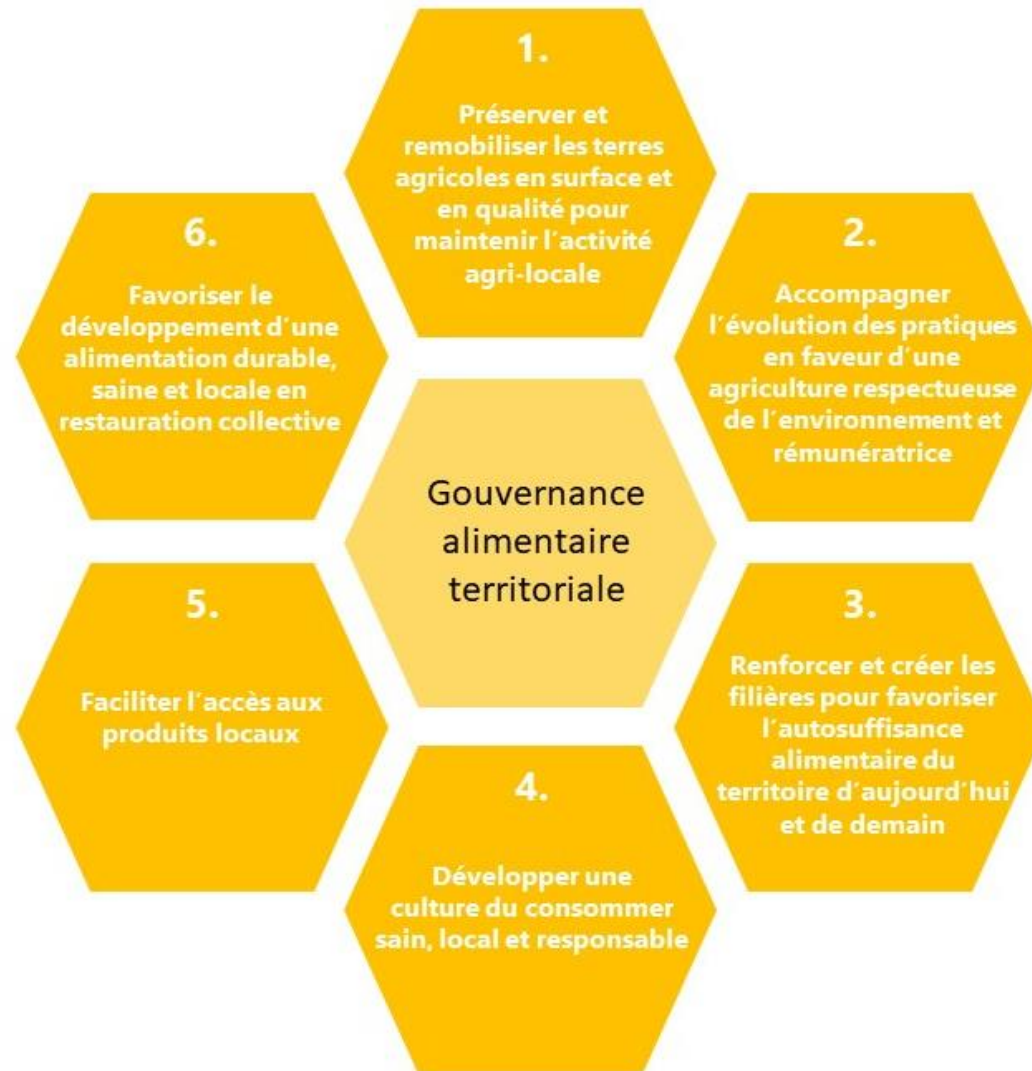 1.
Préserver et
remobiliser les terres
agricoles en surface et
en qualité pour
maintenir l'activité
agri-locale
2.
Accompagner
l'évolution des pratiques
en faveur d'une
agriculture respectueuse
de l'environnement et
rémunératrice
3.
Renforcer et créer les
filières pour favoriser
l'autosuffisance
alimentaire du
territoire d'aujourd'hui
et de demain
4.
Développer une
culture du consommer
sain, local et responsable
5.
Faciliter l'accès aux
produits locaux
6.
Favoriser le
développement d'une
alimentation durable,
saine et locale en
restauration collective
Gouvernance
alimentaire
territoriale